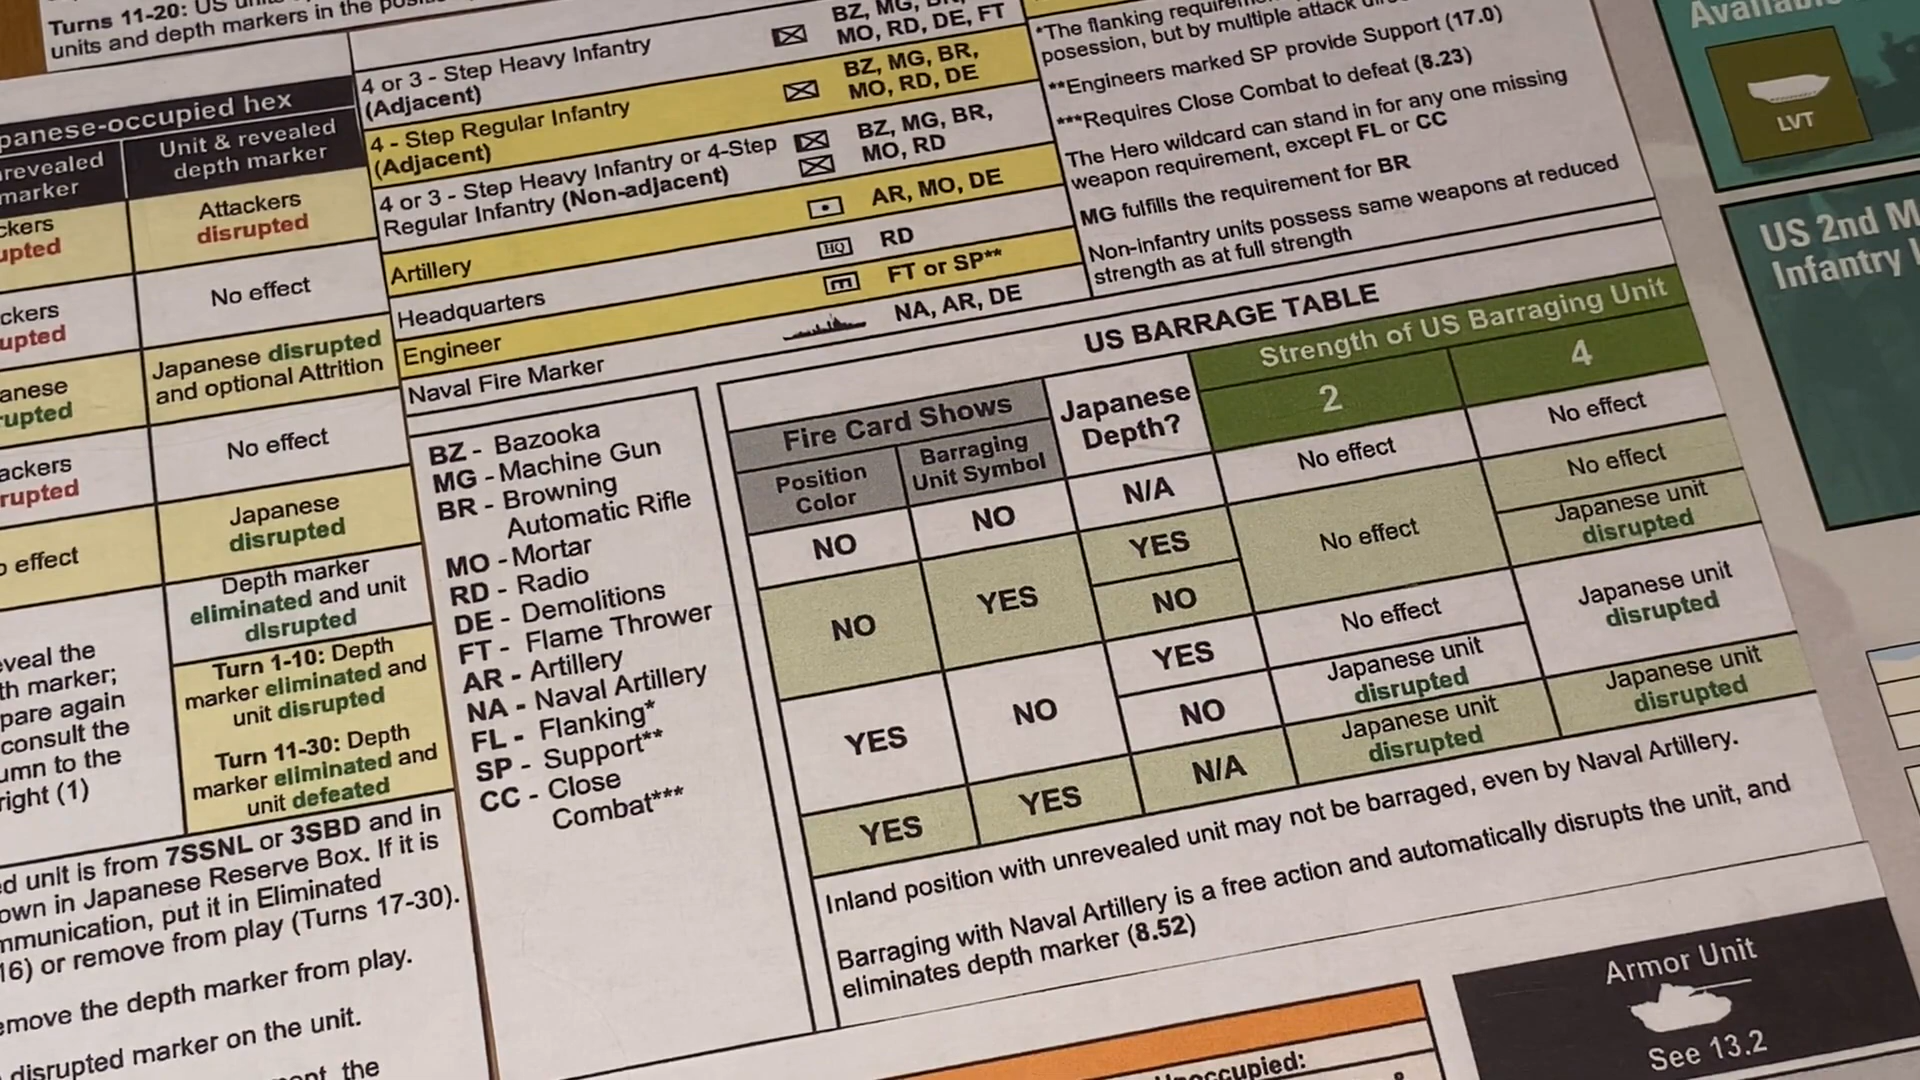 Turns 11-20: US
units and depth markers in the
panese-occupied hex
revealed
marker
Unit & revealed
depth marker
ckers
upted
Attackers
disrupted
ckers
upted
No effect
anese
rupted
Japanese disrupted
and optional Attrition
ackers
rupted
No effect
o effect
Japanese
disrupted
Depth marker
eliminated and unit
disrupted
eveal the
th marker;
pare again
consult the
umn to the
right (1)
Turn 1-10: Depth
marker eliminated and
unit disrupted
Turn 11-30: Depth
marker eliminated and
unit defeated
ed unit is from 7SSNL or 3SBD and in
own in Japanese Reserve Box. If it is
mmunication, put it in Eliminated
16) or remove from play (Turns 17-30).
emove the depth marker from play.
disrupted marker on the unit.
the
4 or 3 - Step Heavy Infantry
(Adjacent)
BZ, MG,
MO, RD, DE, FT
4 - Step Regular Infantry
(Adjacent)
BZ, MG, BR,
MO, RD, DE
4 or 3 - Step Heavy Infantry or 4-Step
Regular Infantry (Non-adjacent)
BZ, MG, BR,
MO, RD
Artillery
AR, MO, DE
Headquarters
HQ
RD
Engineer
FT or SP**
Naval Fire Marker
NA, AR, DE
BZ - Bazooka
MG - Machine Gun
BR - Browning
Automatic Rifle
MO - Mortar
RD - Radio
DE - Demolitions
FT - Flame Thrower
AR - Artillery
NA - Naval Artillery
FL - Flanking*
SP - Support**
CC - Close
Combat***
*The flanking
posession, but by multiple attack
**Engineers marked SP provide Support (17.0)
***Requires Close Combat to defeat (8.23)
The Hero wildcard can stand in for any one missing
weapon requirement, except FL or CC
MG fulfills the requirement for BR
Non-infantry units possess same weapons at reduced
strength as at full strength
US BARRAGE TABLE
Fire Card Shows
Position
Color
Barraging
Unit Symbol
Japanese
Depth?
Strength of US Barraging Unit
2
4
NO
NO
N/A
No effect
No effect
NO
YES
YES
No effect
No effect
NO
Japanese unit
disrupted
YES
NO
YES
No effect
Japanese unit
disrupted
NO
Japanese unit
disrupted
YES
YES
N/A
Japanese unit
disrupted
Japanese unit
disrupted
Inland position with unrevealed unit may not be barraged, even by Naval Artillery.
Barraging with Naval Artillery is a free action and automatically disrupts the unit, and
eliminates depth marker (8.52)
LVT
US 2nd M
Infantry
Armor Unit
See 13.2